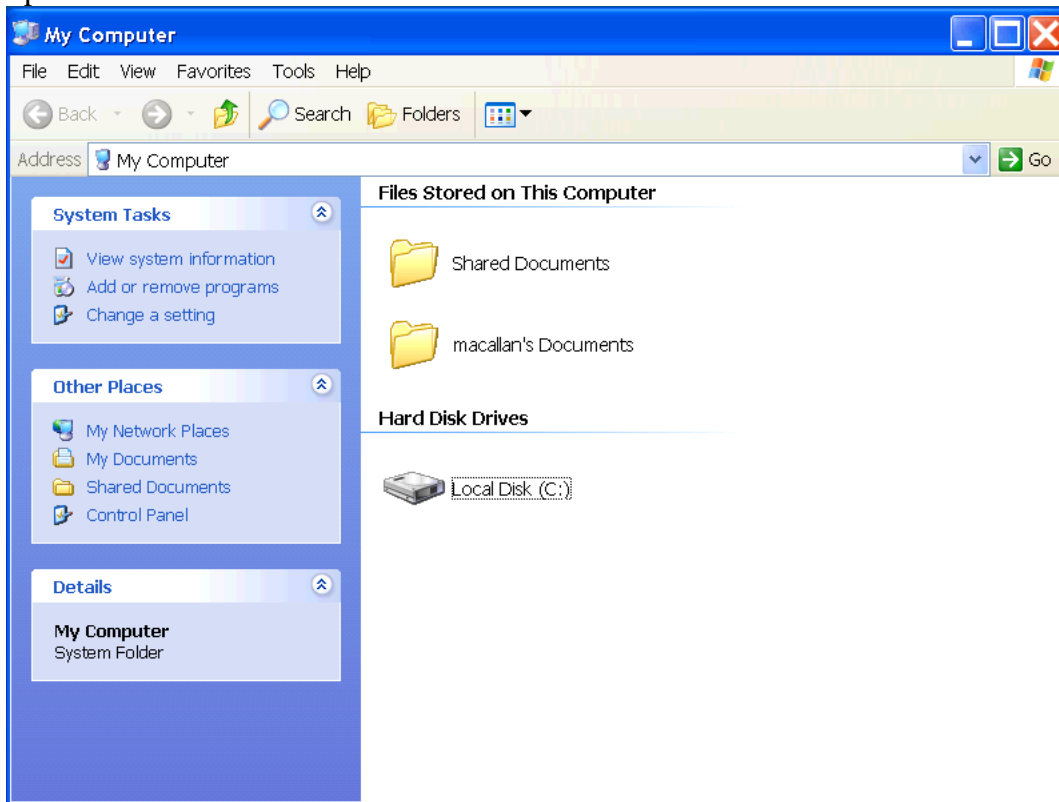 My Computer
File Edit View Favorites Tools Help
Back Search Folders
Address My Computer Go
System Tasks
View system information
Add or remove programs
Change a setting
Other Places
My Network Places
My Documents
Shared Documents
Control Panel
Details
My Computer
System Folder
Files Stored on This Computer
Shared Documents
macallan's Documents
Hard Disk Drives
Local Disk (C:)